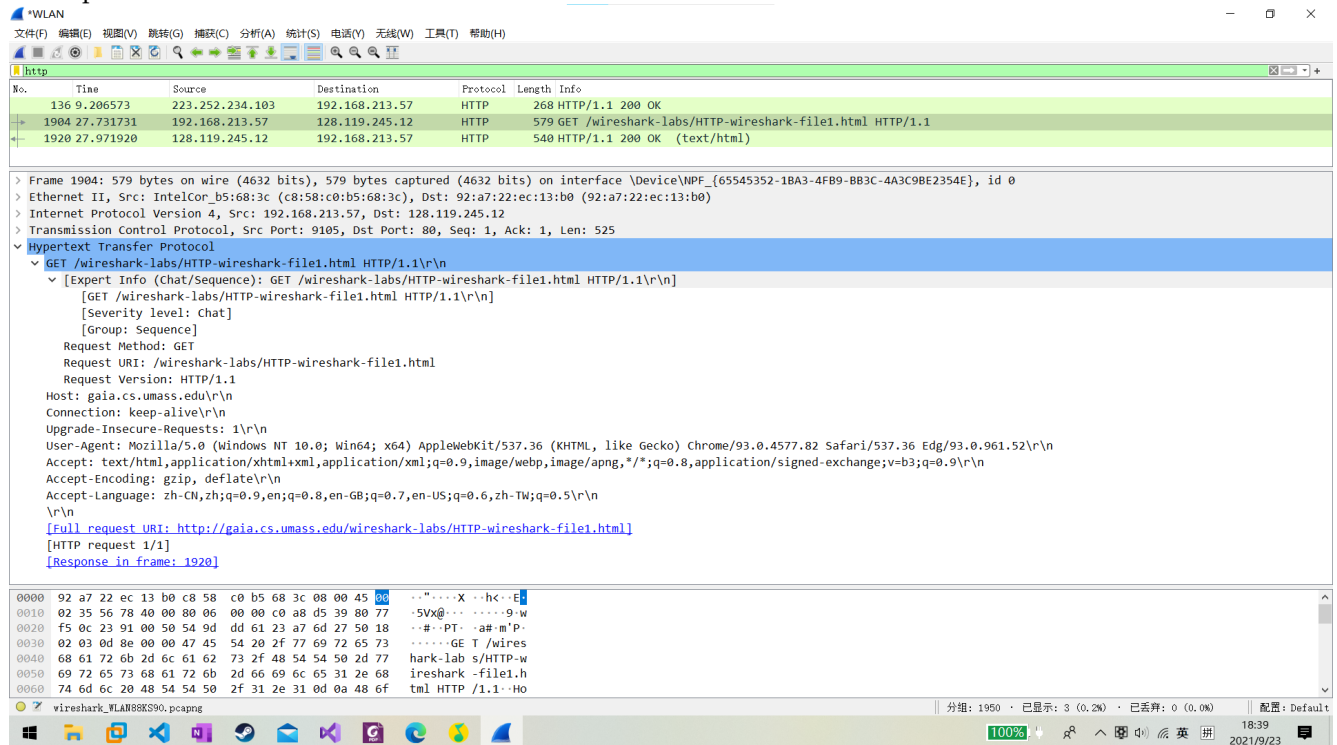 *WLAN
文件(F) 编辑(E) 视图(V) 跳转(G) 捕获(C) 分析(A) 统计(S) 电话(Y) 无线(W) 工具(T) 帮助(H)
http
No. Time Source Destination Protocol Length Info
136 9.206573 223.252.234.103 192.168.213.57 HTTP 268 HTTP/1.1 200 OK
1904 27.731731 192.168.213.57 128.119.245.12 HTTP 579 GET /wireshark-labs/HTTP-wireshark-file1.html HTTP/1.1
1920 27.971920 128.119.245.12 192.168.213.57 HTTP 540 HTTP/1.1 200 OK (text/html)
Frame 1904: 579 bytes on wire (4632 bits), 579 bytes captured (4632 bits) on interface \Device\NPF_{65545352-1BA3-4FB9-BB3C-4A3C9BE2354E}, id 0
Ethernet II, Src: IntelCor_b5:68:3c (c8:58:c0:b5:68:3c), Dst: 92:a7:22:ec:13:b0 (92:a7:22:ec:13:b0)
Internet Protocol Version 4, Src: 192.168.213.57, Dst: 128.119.245.12
Transmission Control Protocol, Src Port: 9105, Dst Port: 80, Seq: 1, Ack: 1, Len: 525
Hypertext Transfer Protocol
GET /wireshark-labs/HTTP-wireshark-file1.html HTTP/1.1\r\n
[Expert Info (Chat/Sequence): GET /wireshark-labs/HTTP-wireshark-file1.html HTTP/1.1\r\n]
[GET /wireshark-labs/HTTP-wireshark-file1.html HTTP/1.1\r\n]
[Severity level: Chat]
[Group: Sequence]
Request Method: GET
Request URI: /wireshark-labs/HTTP-wireshark-file1.html
Request Version: HTTP/1.1
Host: gaia.cs.umass.edu\r\n
Connection: keep-alive\r\n
Upgrade-Insecure-Requests: 1\r\n
User-Agent: Mozilla/5.0 (Windows NT 10.0; Win64; x64) AppleWebKit/537.36 (KHTML, like Gecko) Chrome/93.0.4577.82 Safari/537.36 Edg/93.0.961.52\r\n
Accept: text/html,application/xhtml+xml,application/xml;q=0.9,image/webp,image/apng,*/*;q=0.8,application/signed-exchange;v=b3;q=0.9\r\n
Accept-Encoding: gzip, deflate\r\n
Accept-Language: zh-CN,zh;q=0.9,en;q=0.8,en-GB;q=0.7,en-US;q=0.6,zh-TW;q=0.5\r\n
\r\n
[Full request URI: http://gaia.cs.umass.edu/wireshark-labs/HTTP-wireshark-file1.html]
[HTTP request 1/1]
[Response in frame: 1920]
0000 92 a7 22 ec 13 b0 c8 58 c0 b5 68 3c 08 00 45 00 ··"····X ··h<··E·
0010 02 35 56 78 40 00 80 06 00 00 c0 a8 d5 39 80 77 ·5Vx@··· ·····9·w
0020 f5 0c 23 91 00 50 54 9d dd 61 23 a7 6d 27 50 18 ··#··PT· ·a#·m'P·
0030 02 03 0d 8e 00 00 47 45 54 20 2f 77 69 72 65 73 ······GE T /wires
0040 68 61 72 6b 2d 6c 61 62 73 2f 48 54 54 50 2d 77 hark-lab s/HTTP-w
0050 69 72 65 73 68 61 72 6b 2d 66 69 6c 65 31 2e 68 ireshark -file1.h
0060 74 6d 6c 20 48 54 54 50 2f 31 2e 31 0d 0a 48 6f tml HTTP /1.1··Ho
wireshark_WLAN88KS90.pcapng 分组: 1950 · 已显示: 3 (0.2%) · 已丢弃: 0 (0.0%) 配置: Default
100% 英 拼 18:39
2021/9/23